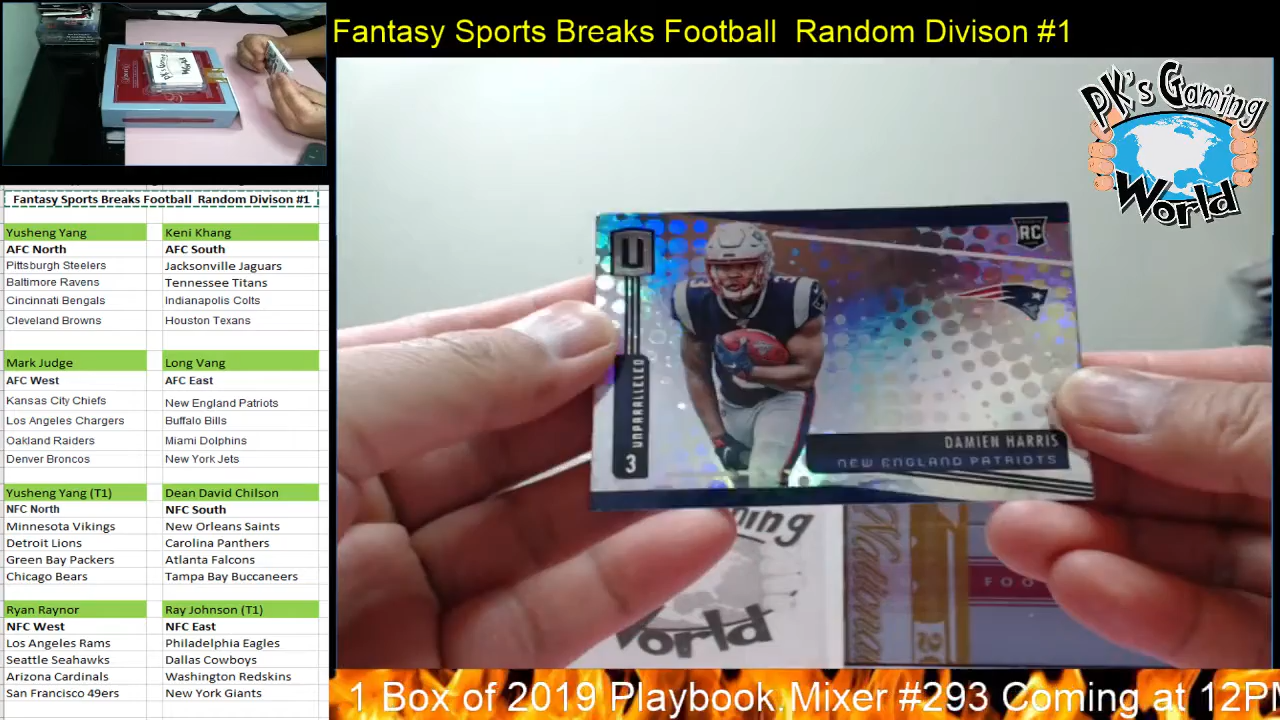 Fantasy Sports Breaks Football Random Divison #1
PK's Gaming
World
Fantasy Sports Breaks Football Random Divison #1
Yusheng Yang Keni Khang
AFC North AFC South
Pittsburgh Steelers Jacksonville Jaguars
Baltimore Ravens Tennessee Titans
Cincinnati Bengals Indianapolis Colts
Cleveland Browns Houston Texans
Mark Judge Long Vang
AFC West AFC East
Kansas City Chiefs New England Patriots
Los Angeles Chargers Buffalo Bills
Oakland Raiders Miami Dolphins
Denver Broncos New York Jets
Yusheng Yang (T1) Dean David Chilson
NFC North NFC South
Minnesota Vikings New Orleans Saints
Detroit Lions Carolina Panthers
Green Bay Packers Atlanta Falcons
Chicago Bears Tampa Bay Buccaneers
Ryan Raynor Ray Johnson (T1)
NFC West NFC East
Los Angeles Rams Philadelphia Eagles
Seattle Seahawks Dallas Cowboys
Arizona Cardinals Washington Redskins
San Francisco 49ers New York Giants
U
RC
3 UNPARALLELED
DAMIEN HARRIS
NEW ENGLAND PATRIOTS
World
1 Box of 2019 Playbook.Mixer #293 Coming at 12PM